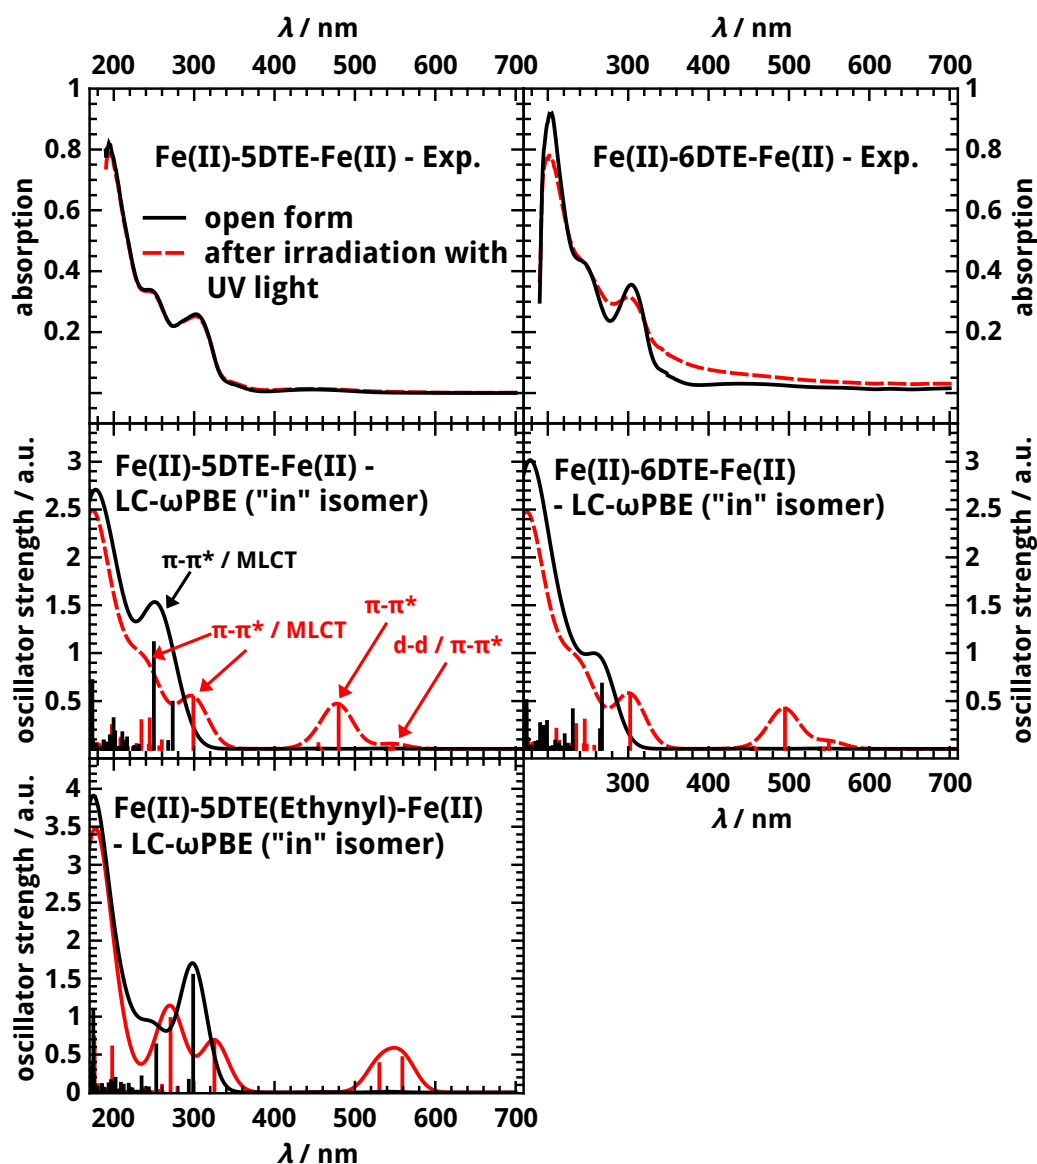 λ / nm λ / nm
200 300 400 500 600 700 300 400 500 600 700
1 1
Fe(II)-5DTE-Fe(II) - Exp. Fe(II)-6DTE-Fe(II) - Exp.
0.8 0.8
open form
after irradiation with
UV light
0.6 0.6
0.4 0.4
0.2 0.2
absorption absorption
Fe(II)-5DTE-Fe(II) -
LC-ωPBE ("in" isomer)
Fe(II)-6DTE-Fe(II)
- LC-ωPBE ("in" isomer)
3 3
2.5 2.5
2 2
1.5 1.5
1 1
0.5 0.5
π-π* / MLCT
π-π* / MLCT
π-π*
d-d / π-π*
oscillator strength / a.u. oscillator strength / a.u.
300 400 500 600 700
λ / nm
Fe(II)-5DTE(Ethynyl)-Fe(II)
- LC-ωPBE ("in" isomer)
4
3.5
3
2.5
2
1.5
1
0.5
0
oscillator strength / a.u.
200 300 400 500 600 700
λ / nm